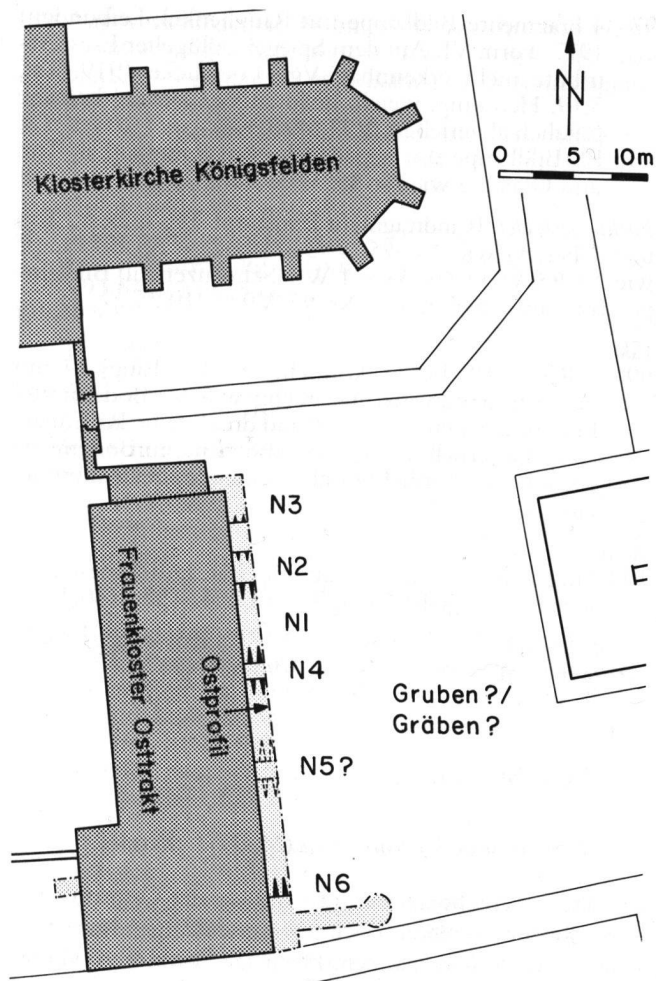 N
0 5 10m
Klosterkirche Königsfelden
N3
N2
N1
N4
Frauenkloster Osttrakt
Ostprofil
Gruben?/
Gräben?
N5?
N6
F